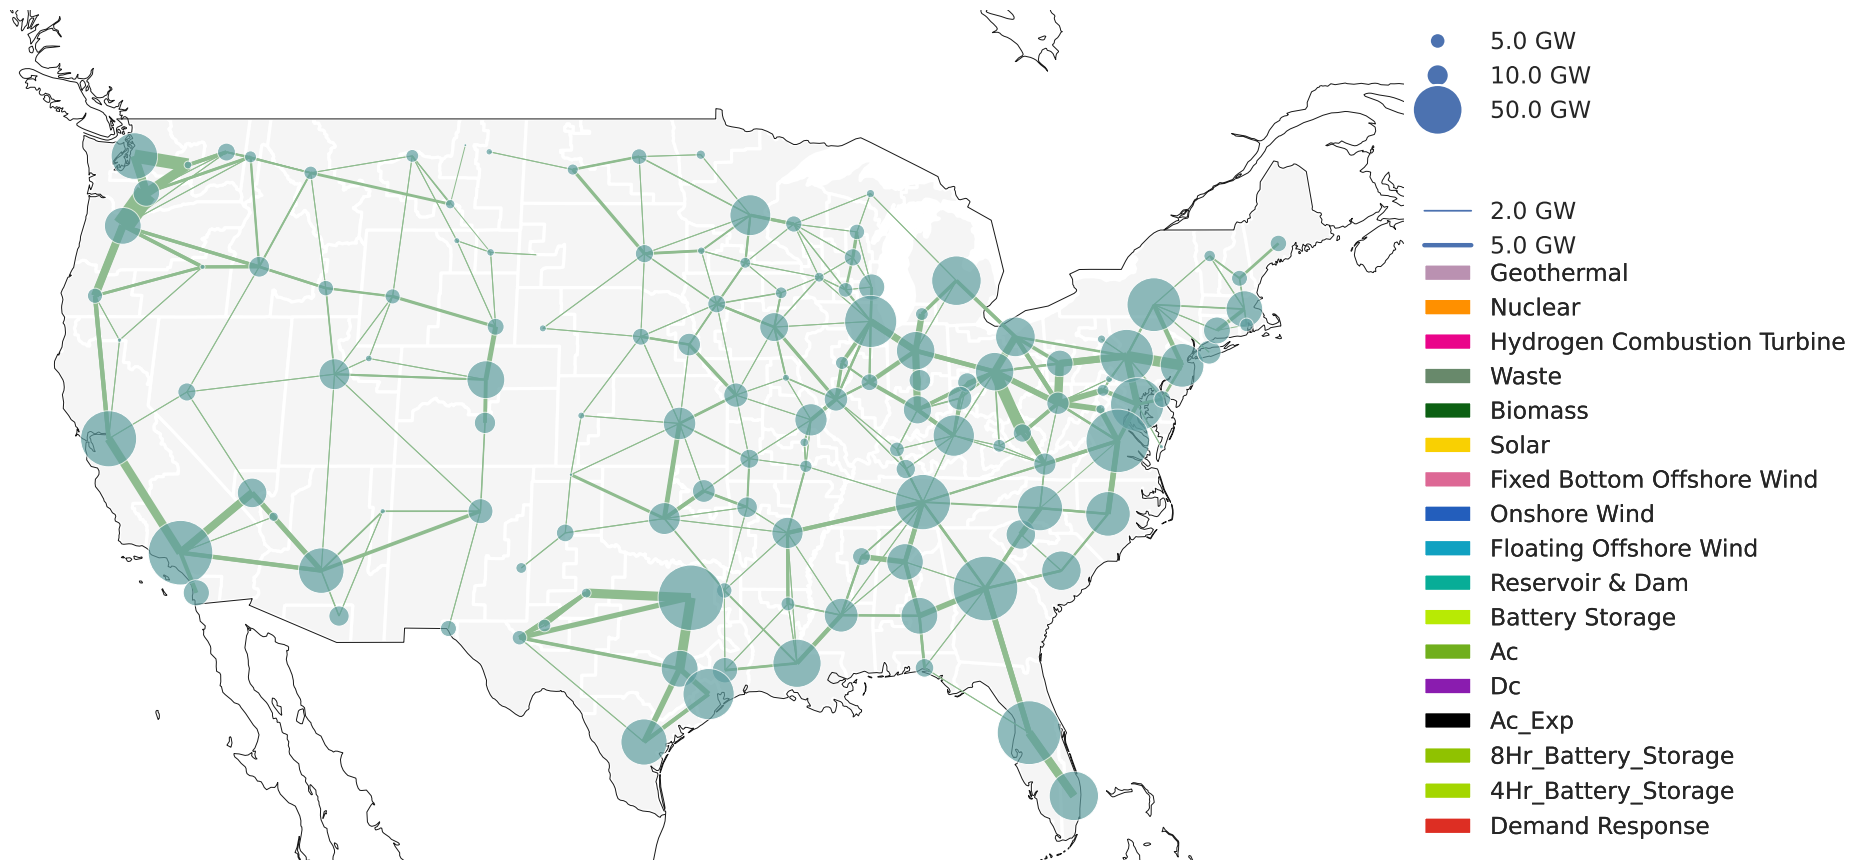 5.0 GW
10.0 GW
50.0 GW
2.0 GW
5.0 GW
Geothermal
Nuclear
Hydrogen Combustion Turbine
Waste
Biomass
Solar
Fixed Bottom Offshore Wind
Onshore Wind
Floating Offshore Wind
Reservoir & Dam
Battery Storage
Ac
Dc
Ac_Exp
8Hr_Battery_Storage
4Hr_Battery_Storage
Demand Response